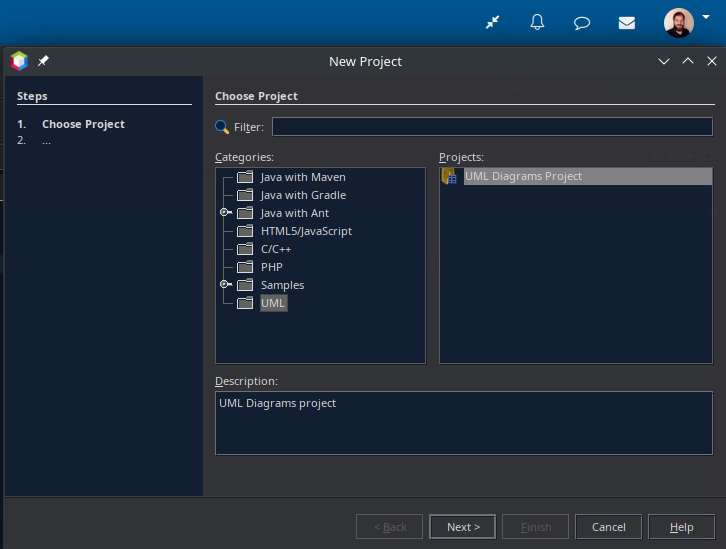 New Project
Steps
1. Choose Project
2. ...
Choose Project
Filter:
Categories:
Java with Maven
Java with Gradle
Java with Ant
HTML5/JavaScript
C/C++
PHP
Samples
UML
Projects:
UML Diagrams Project
Description:
UML Diagrams project
< Back
Next >
Finish
Cancel
Help